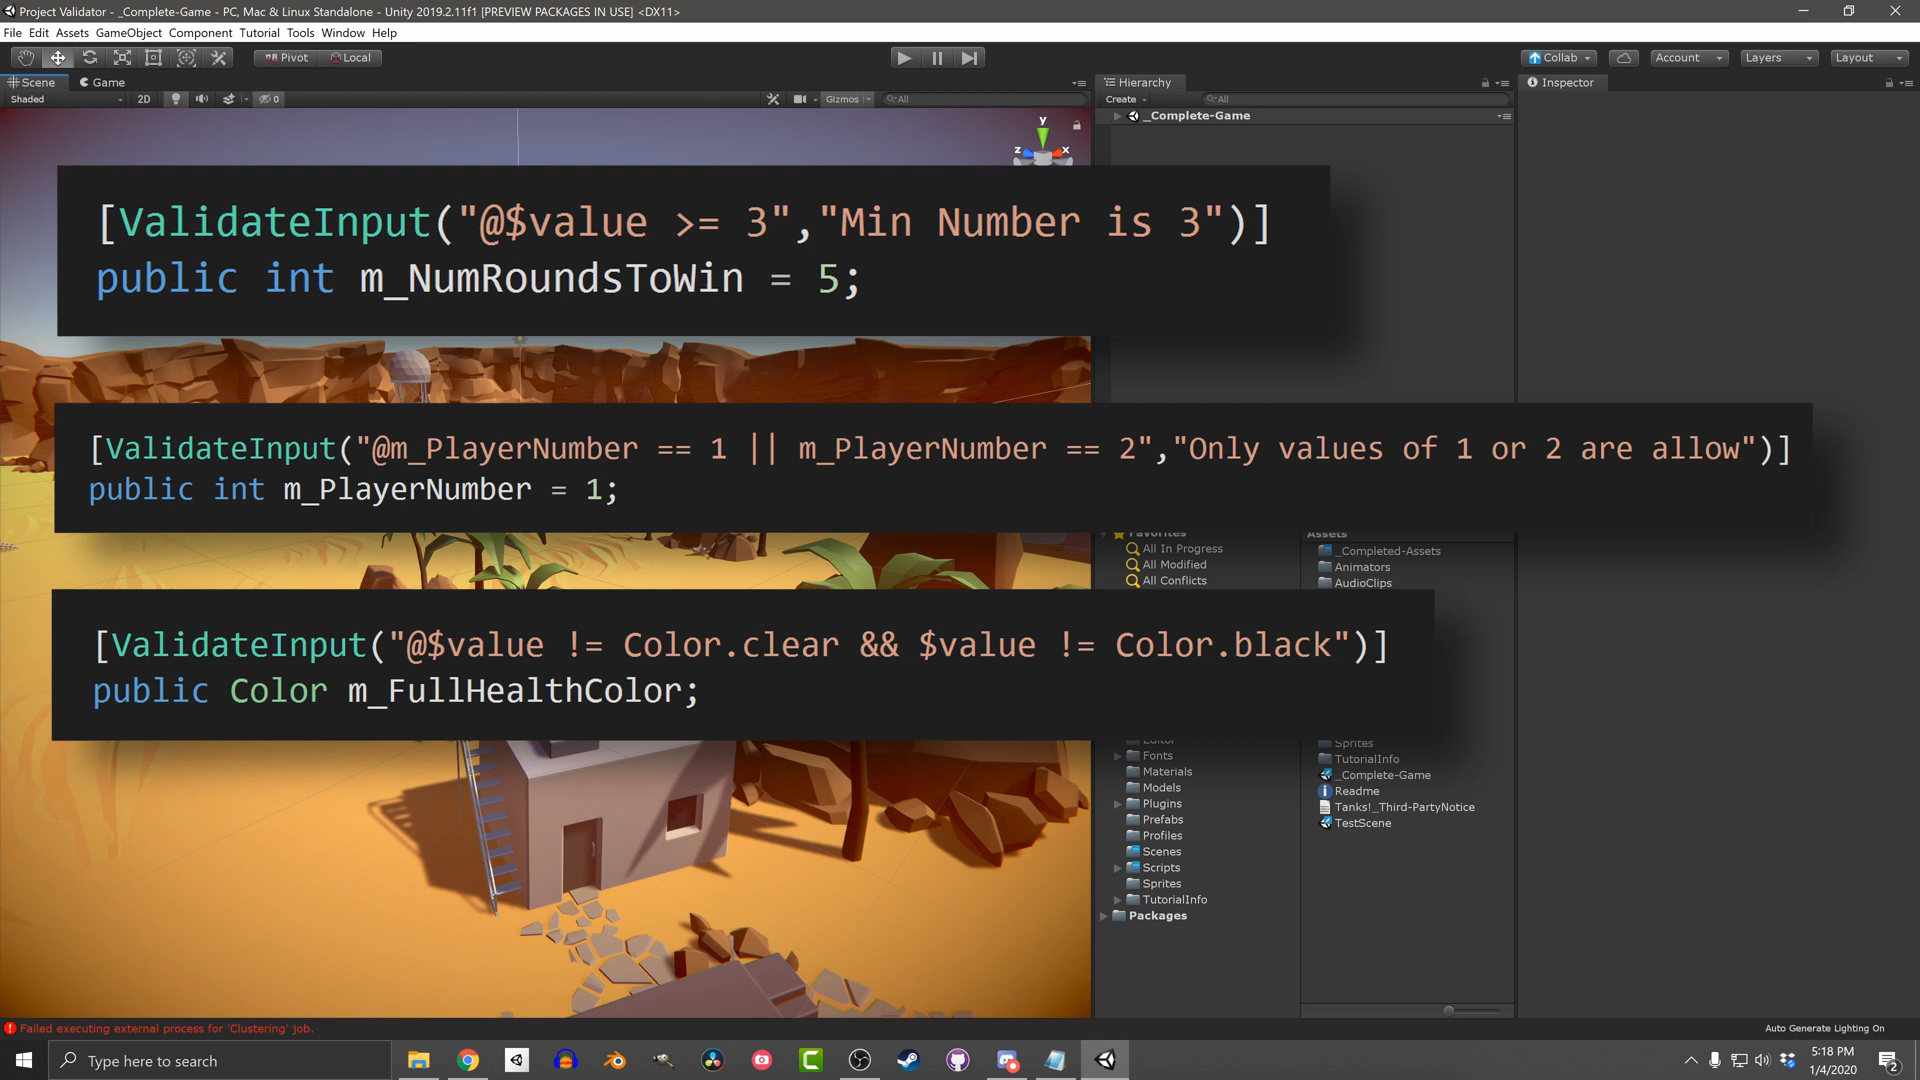 Project Validator - _Complete-Game - PC, Mac & Linux Standalone - Unity 2019.2.11f1 [PREVIEW PACKAGES IN USE] <DX11>
File Edit Assets GameObject Component Tutorial Tools Window Help
Pivot Local Collab Account Layers Layout
Scene Game Hierarchy Inspector
Shaded 2D 0 Gizmos All Create All
_Complete-Game
y
z x
[ValidateInput("@$value >= 3","Min Number is 3")]
public int m_NumRoundsToWin = 5;
[ValidateInput("@m_PlayerNumber == 1 || m_PlayerNumber == 2","Only values of 1 or 2 are allow")]
public int m_PlayerNumber = 1;
Favorites
All In Progress
All Modified
All Conflicts
Assets
_Completed-Assets
Animators
AudioClips
[ValidateInput("@$value != Color.clear && $value != Color.black")]
public Color m_FullHealthColor;
Editor
Fonts
Materials
Models
Plugins
Prefabs
Profiles
Scenes
Scripts
Sprites
TutorialInfo
Packages
Sprites
TutorialInfo
_Complete-Game
Readme
Tanks!_Third-PartyNotice
TestScene
Failed executing external process for 'Clustering' job.
Auto Generate Lighting On
Type here to search
5:18 PM
1/4/2020
2